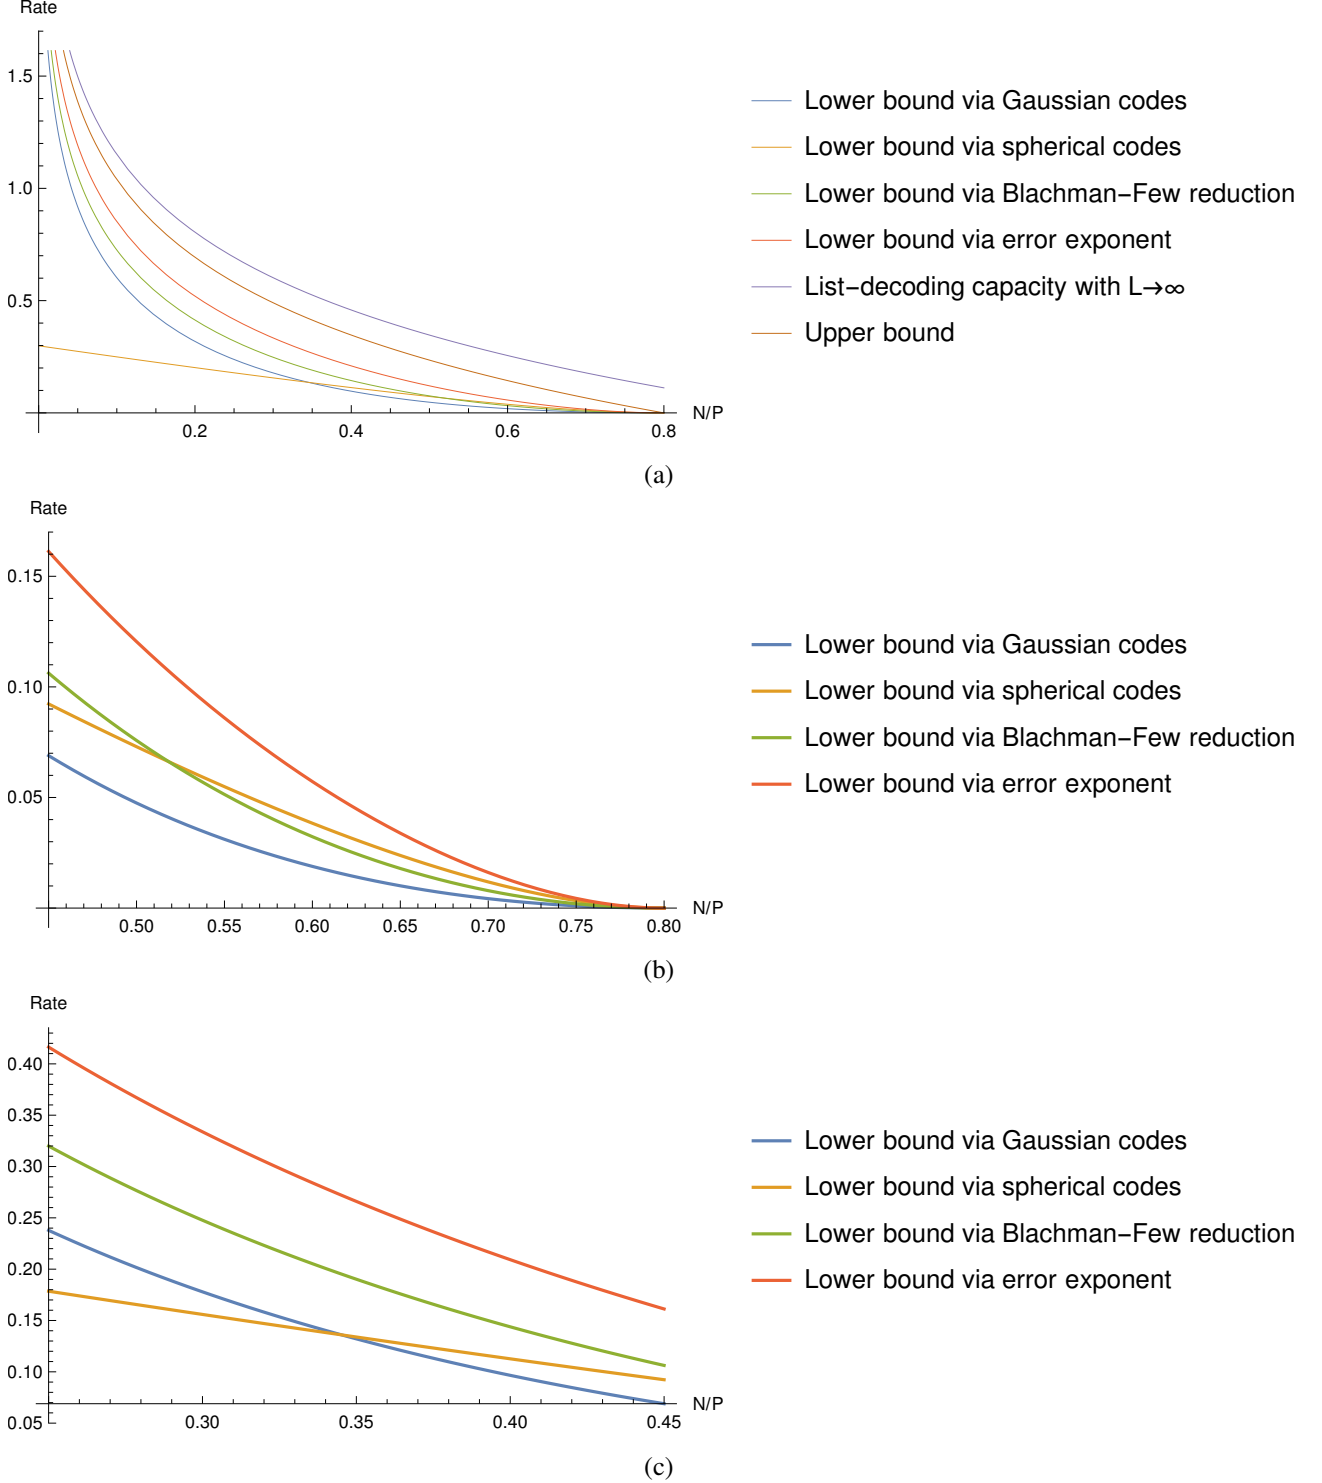 Rate
1.5
1.0
0.5
0.2 0.4 0.6 0.8 N/P
Lower bound via Gaussian codes
Lower bound via spherical codes
Lower bound via Blachman−Few reduction
Lower bound via error exponent
List−decoding capacity with L→∞
Upper bound
(a)
Rate
0.15
0.10
0.05
0.50 0.55 0.60 0.65 0.70 0.75 0.80 N/P
Lower bound via Gaussian codes
Lower bound via spherical codes
Lower bound via Blachman−Few reduction
Lower bound via error exponent
(b)
Rate
0.40
0.35
0.30
0.25
0.20
0.15
0.10
0.05
0.30 0.35 0.40 0.45 N/P
Lower bound via Gaussian codes
Lower bound via spherical codes
Lower bound via Blachman−Few reduction
Lower bound via error exponent
(c)